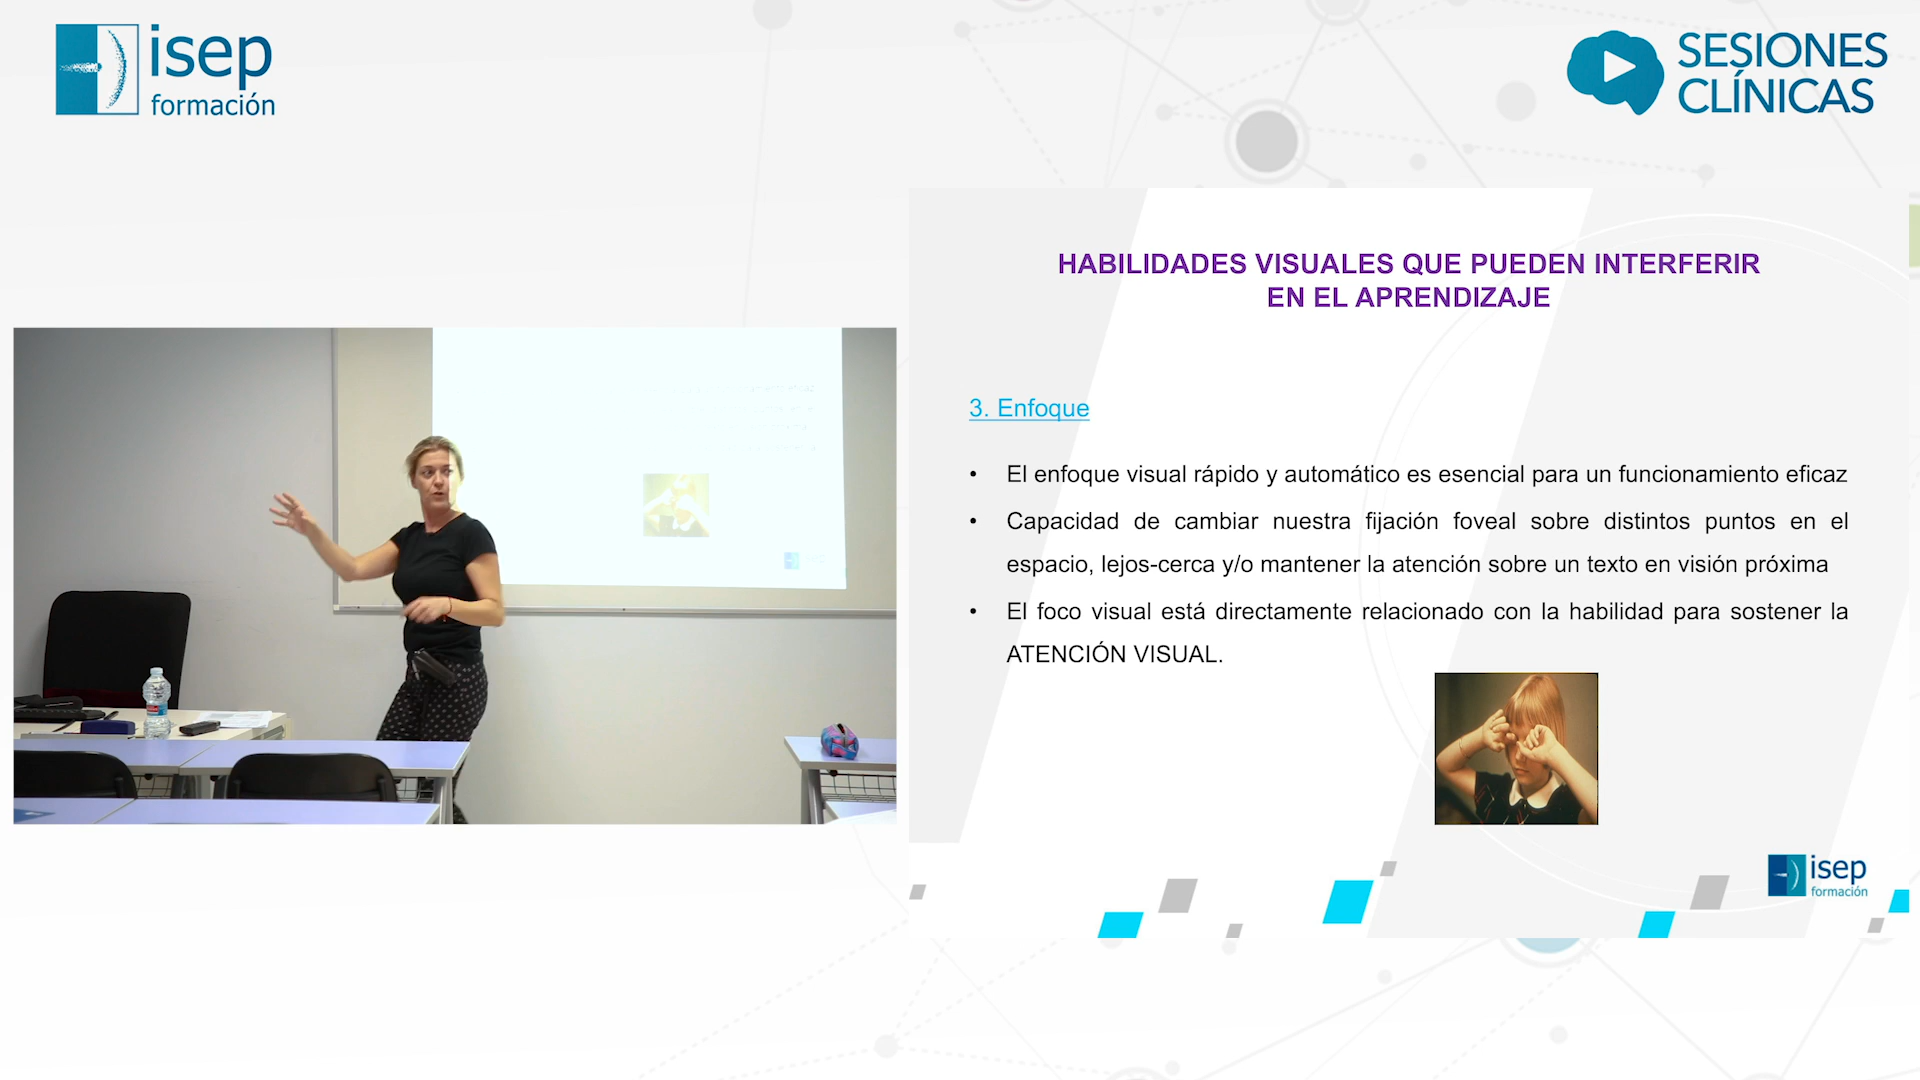 isep
formación
SESIONES
CLÍNICAS
HABILIDADES VISUALES QUE PUEDEN INTERFERIR
EN EL APRENDIZAJE
3. Enfoque
• El enfoque visual rápido y automático es esencial para un funcionamiento eficaz
• Capacidad de cambiar nuestra fijación foveal sobre distintos puntos en el
espacio, lejos-cerca y/o mantener la atención sobre un texto en visión próxima
• El foco visual está directamente relacionado con la habilidad para sostener la
ATENCIÓN VISUAL.
isep
formación